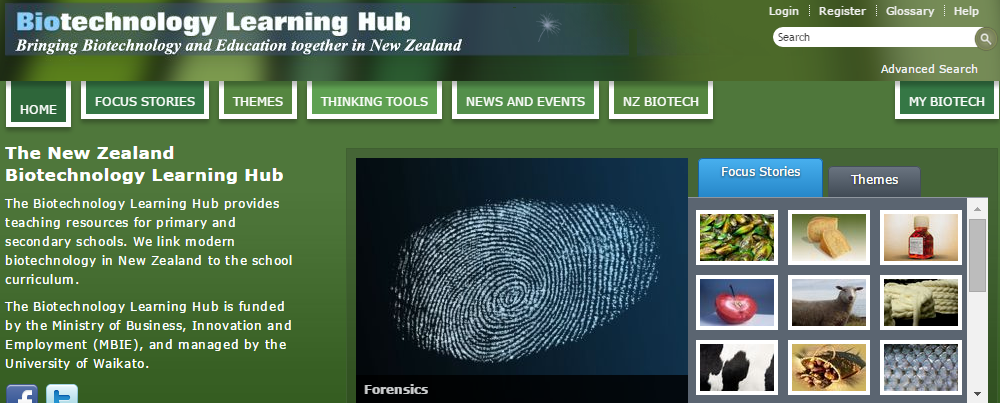 Biotechnology Learning Hub
Bringing Biotechnology and Education together in New Zealand
Login
Register
Glossary
Help
Search
Advanced Search
HOME
FOCUS STORIES
THEMES
THINKING TOOLS
NEWS AND EVENTS
NZ BIOTECH
MY BIOTECH
The New Zealand
Biotechnology Learning Hub
The Biotechnology Learning Hub provides
teaching resources for primary and
secondary schools. We link modern
biotechnology in New Zealand to the school
curriculum.
The Biotechnology Learning Hub is funded
by the Ministry of Business, Innovation and
Employment (MBIE), and managed by the
University of Waikato.
Forensics
Focus Stories
Themes